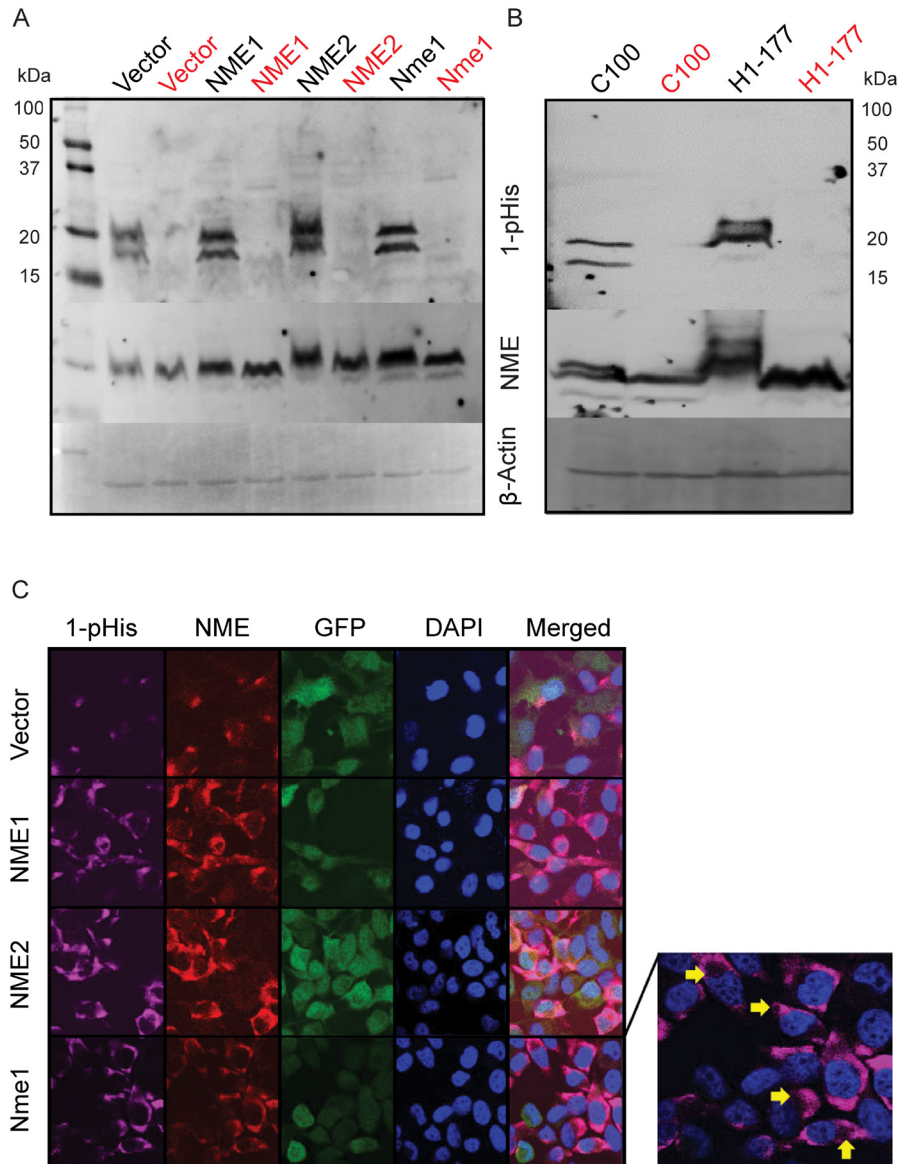 A
kDa
Vector Vector NME1 NME1 NME2 NME2 Nme1 Nme1
100
50
37
20
15
B
C100 C100 H1-177 H1-177
kDa
100
50
37
20
15
1-pHis
NME
β-Actin
C
1-pHis NME GFP DAPI Merged
Vector
NME1
NME2
Nme1